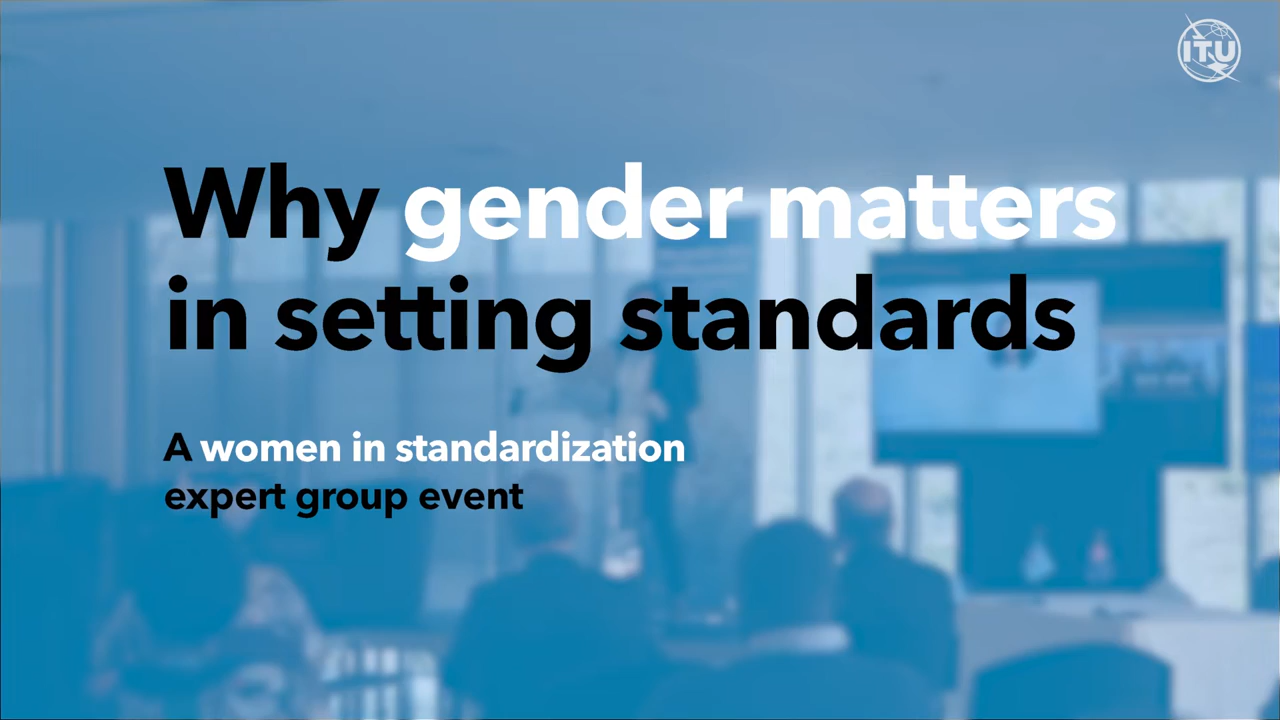 ITU
Why gender matters
in setting standards
A women in standardization
expert group event